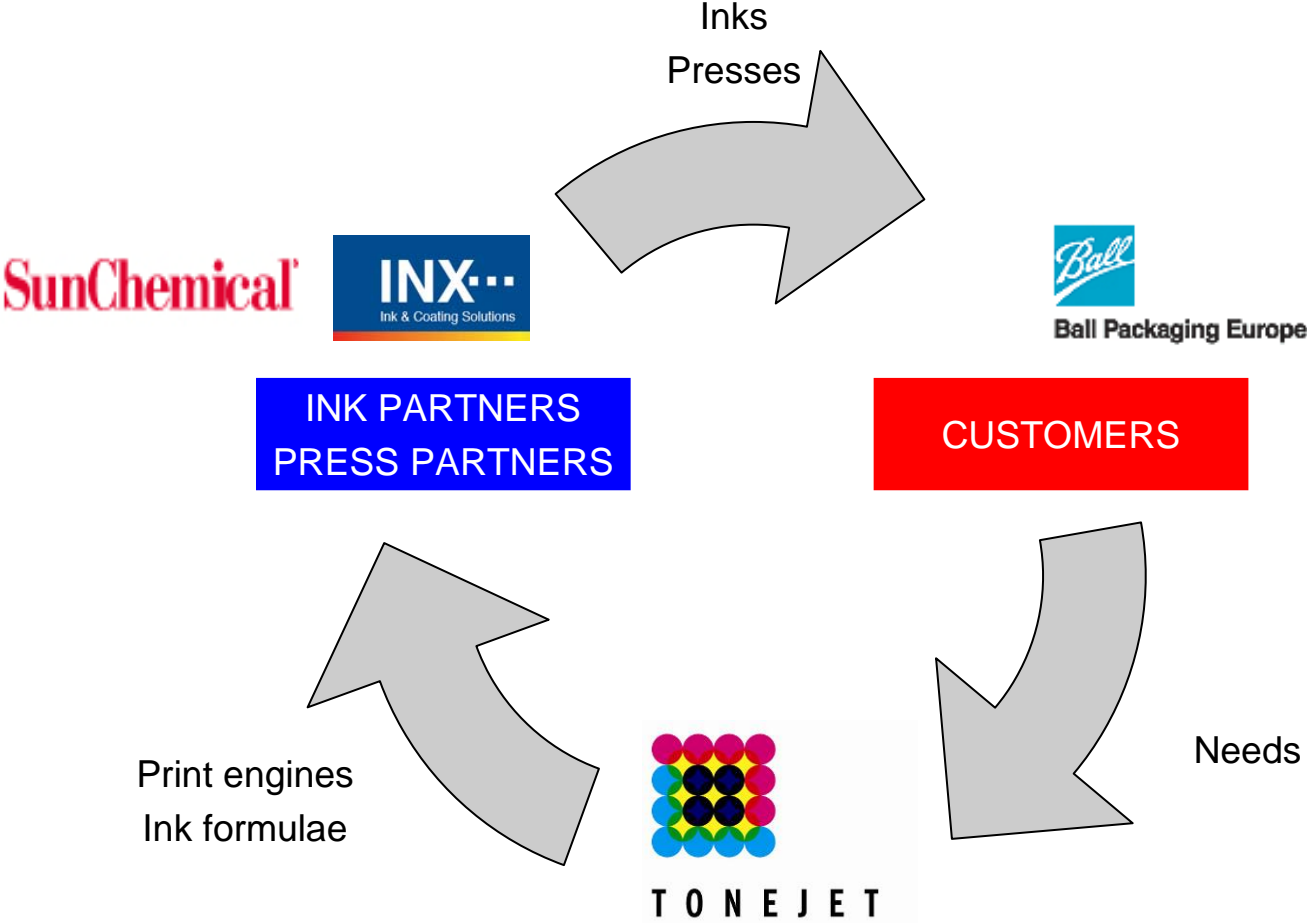 Inks
Presses
SunChemical
INX
Ink & Coating Solutions
Ball
Ball Packaging Europe
INK PARTNERS
PRESS PARTNERS
CUSTOMERS
Needs
Print engines
Ink formulae
TONEJET